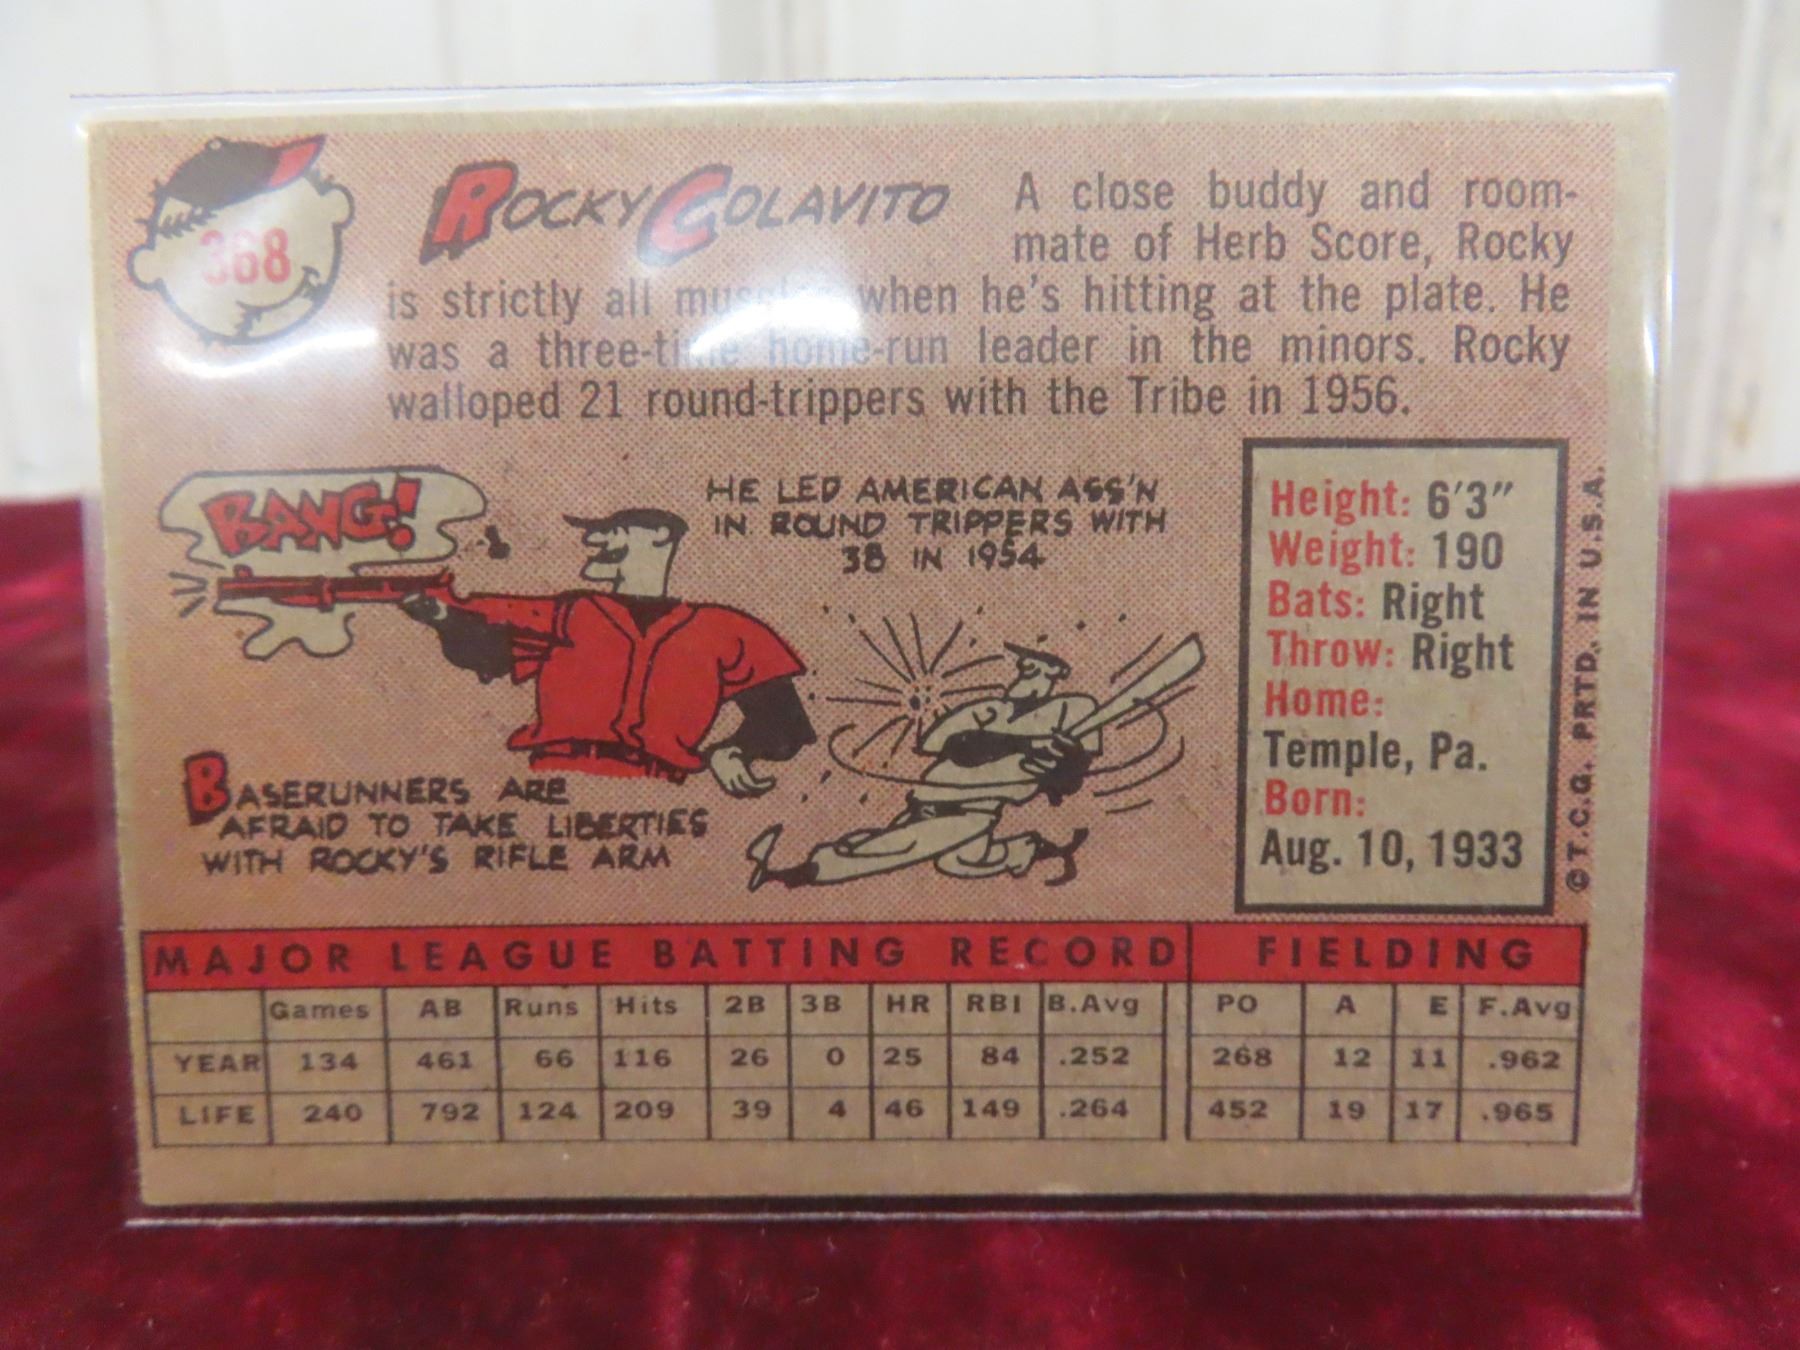 368
ROCKY COLAVITO
A close buddy and room-
mate of Herb Score, Rocky
is strictly all when he's hitting at the plate. He
was a three-time home-run leader in the minors. Rocky
walloped 21 round-trippers with the Tribe in 1956.
BANG!
HE LED AMERICAN ASS'N
IN ROUND TRIPPERS WITH
38 IN 1954
BASERUNNERS ARE
AFRAID TO TAKE LIBERTIES
WITH ROCKY'S RIFLE ARM
Height: 6'3"
Weight: 190
Bats: Right
Throw: Right
Home:
Temple, Pa.
Born:
Aug. 10, 1933
© T.C.G. PRTD. IN U.S.A.
MAJOR LEAGUE BATTING RECORD FIELDING
Games AB Runs Hits 2B 3B HR RBI B.Avg PO A E F.Avg
YEAR 134 461 66 116 26 0 25 84 .252 268 12 11 .962
LIFE 240 792 124 209 39 4 46 149 .264 452 19 17 .965